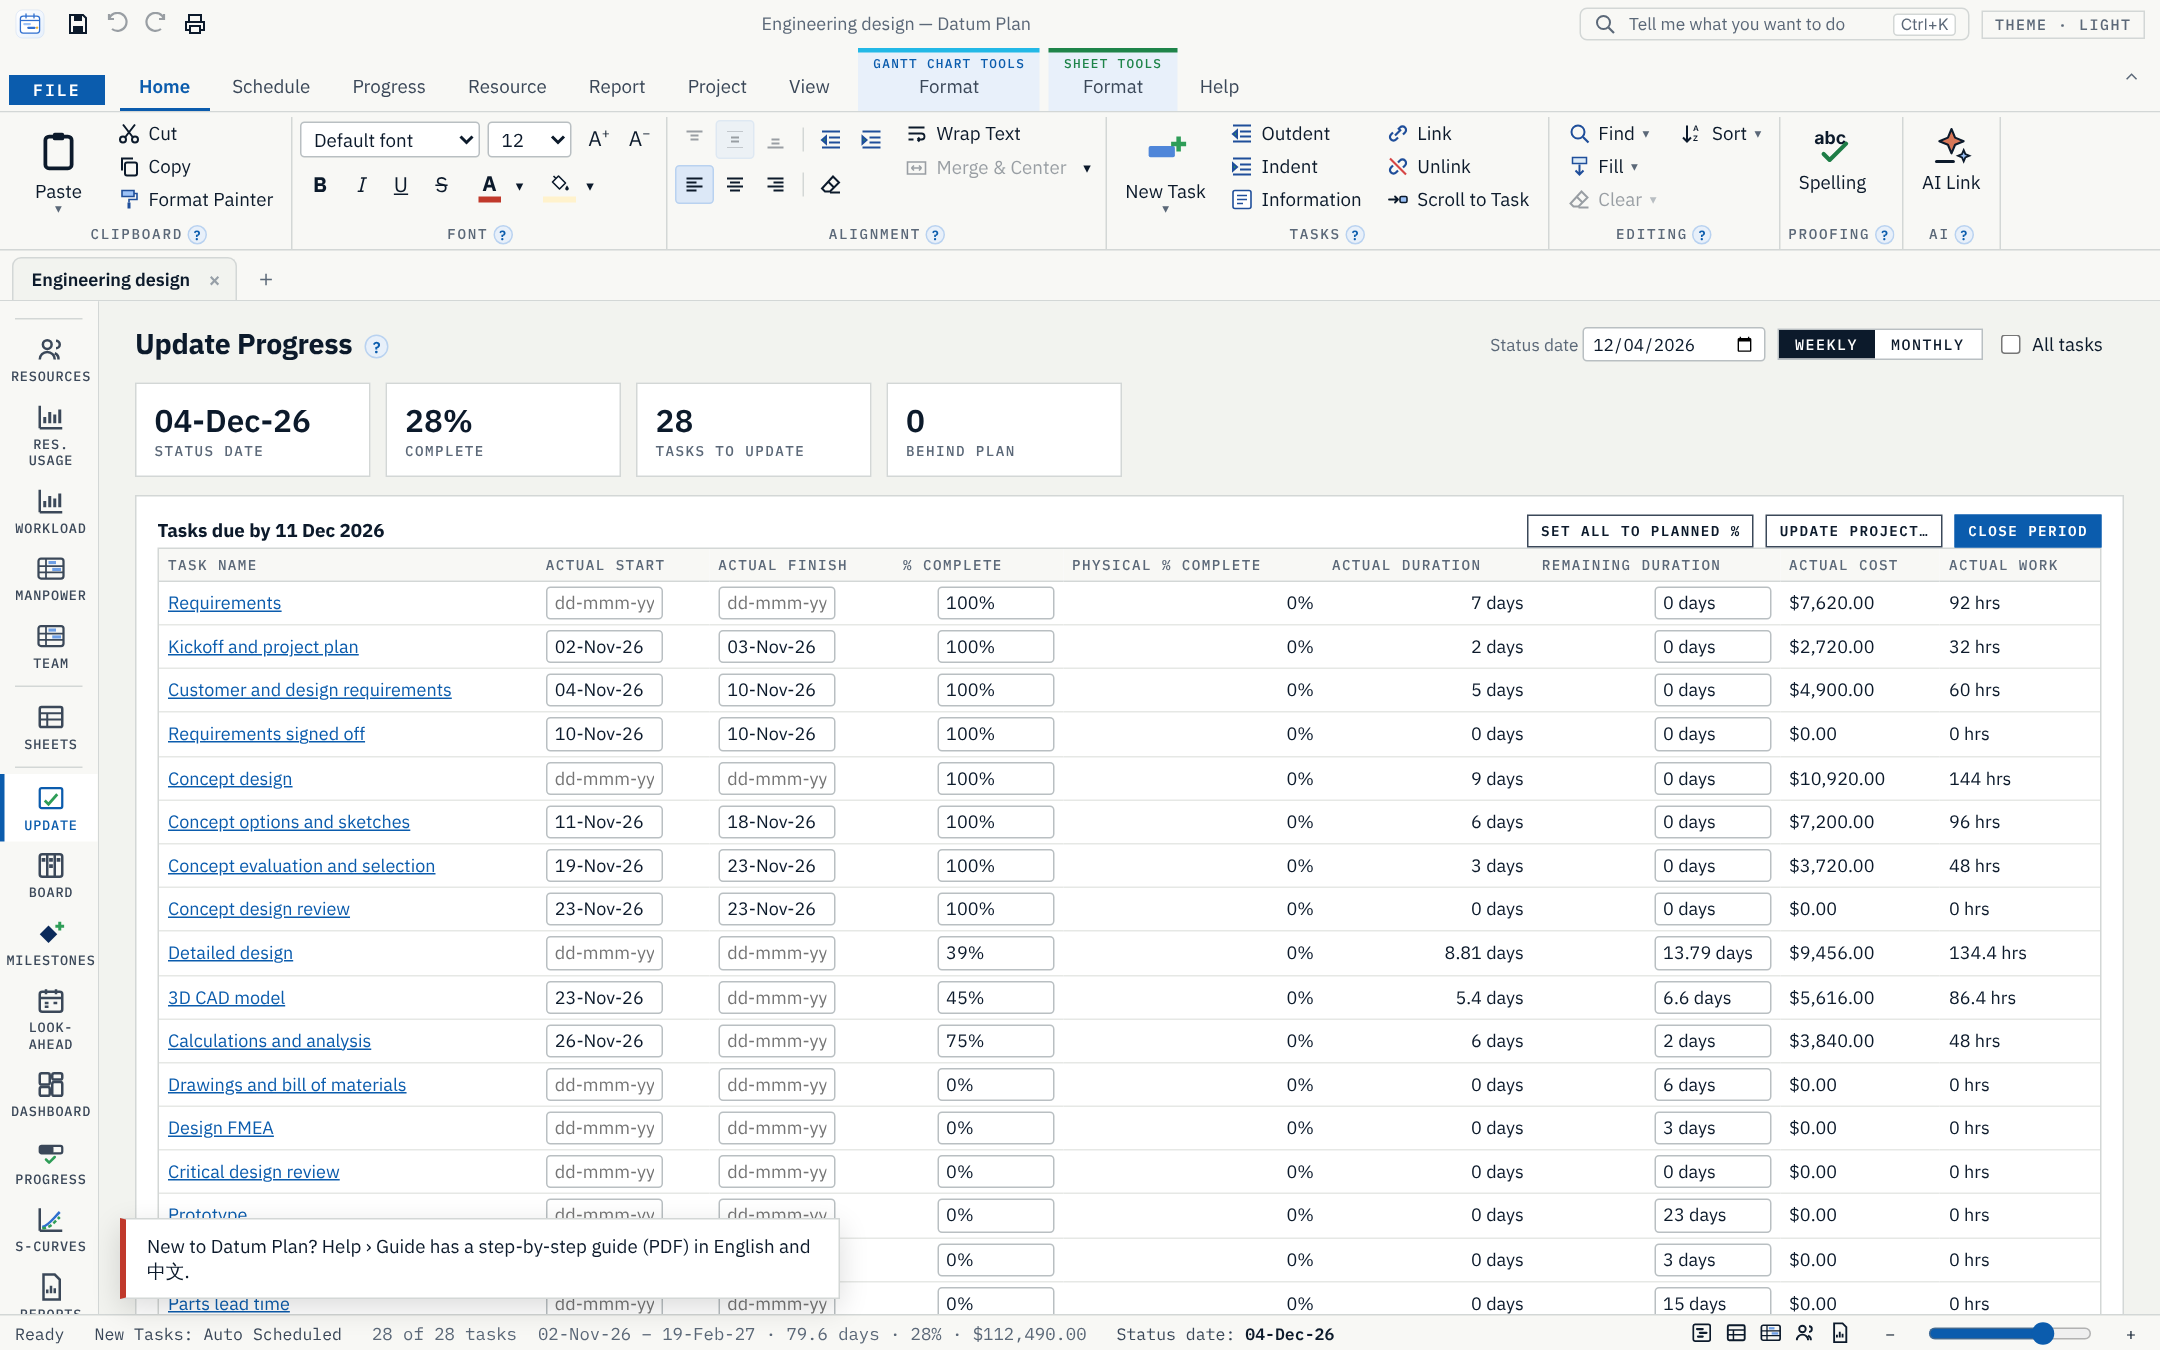 Engineering design — Datum Plan
Tell me what you want to do Ctrl+K
THEME · LIGHT
GANTT CHART TOOLS SHEET TOOLS
FILE Home Schedule Progress Resource Report Project View Format Format Help
Paste
Cut
Copy
Format Painter
CLIPBOARD ?
Default font 12 A+ A−
B I U S A
FONT ?
Wrap Text
Merge & Center
ALIGNMENT ?
New Task
Outdent
Indent
Information
Link
Unlink
Scroll to Task
TASKS ?
Find Sort
Fill
Clear
EDITING ?
abc
Spelling
PROOFING ?
AI Link
AI ?
Engineering design × +
RESOURCES
RES.
USAGE
WORKLOAD
MANPOWER
TEAM
SHEETS
UPDATE
BOARD
MILESTONES
LOOK-
AHEAD
DASHBOARD
PROGRESS
S-CURVES
REPORTS
Update Progress ?
Status date 12/04/2026 WEEKLY MONTHLY All tasks
04-Dec-26
STATUS DATE
28%
COMPLETE
28
TASKS TO UPDATE
0
BEHIND PLAN
Tasks due by 11 Dec 2026
SET ALL TO PLANNED % UPDATE PROJECT… CLOSE PERIOD
TASK NAME ACTUAL START ACTUAL FINISH % COMPLETE PHYSICAL % COMPLETE ACTUAL DURATION REMAINING DURATION ACTUAL COST ACTUAL WORK
Requirements dd-mmm-yy dd-mmm-yy 100% 0% 7 days 0 days $7,620.00 92 hrs
Kickoff and project plan 02-Nov-26 03-Nov-26 100% 0% 2 days 0 days $2,720.00 32 hrs
Customer and design requirements 04-Nov-26 10-Nov-26 100% 0% 5 days 0 days $4,900.00 60 hrs
Requirements signed off 10-Nov-26 10-Nov-26 100% 0% 0 days 0 days $0.00 0 hrs
Concept design dd-mmm-yy dd-mmm-yy 100% 0% 9 days 0 days $10,920.00 144 hrs
Concept options and sketches 11-Nov-26 18-Nov-26 100% 0% 6 days 0 days $7,200.00 96 hrs
Concept evaluation and selection 19-Nov-26 23-Nov-26 100% 0% 3 days 0 days $3,720.00 48 hrs
Concept design review 23-Nov-26 23-Nov-26 100% 0% 0 days 0 days $0.00 0 hrs
Detailed design dd-mmm-yy dd-mmm-yy 39% 0% 8.81 days 13.79 days $9,456.00 134.4 hrs
3D CAD model 23-Nov-26 dd-mmm-yy 45% 0% 5.4 days 6.6 days $5,616.00 86.4 hrs
Calculations and analysis 26-Nov-26 dd-mmm-yy 75% 0% 6 days 2 days $3,840.00 48 hrs
Drawings and bill of materials dd-mmm-yy dd-mmm-yy 0% 0% 0 days 6 days $0.00 0 hrs
Design FMEA dd-mmm-yy dd-mmm-yy 0% 0% 0 days 3 days $0.00 0 hrs
Critical design review dd-mmm-yy dd-mmm-yy 0% 0% 0 days 0 days $0.00 0 hrs
Prototype dd-mmm-yy dd-mmm-yy 0% 0% 0 days 23 days $0.00 0 hrs
0% 0% 0 days 3 days $0.00 0 hrs
Parts lead time dd-mmm-yy dd-mmm-yy 0% 0% 0 days 15 days $0.00 0 hrs
New to Datum Plan? Help › Guide has a step-by-step guide (PDF) in English and
中文.
Ready New Tasks: Auto Scheduled 28 of 28 tasks 02-Nov-26 – 19-Feb-27 · 79.6 days · 28% · $112,490.00 Status date: 04-Dec-26 − +